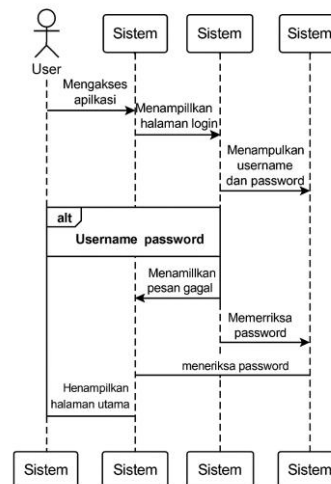 Sistem
Sistem
Sistem
User
Mengakses
apilkasi
Menampillkan
halaman login
Menampulkan
username
dan password
alt
Username password
Menamillkan
pesan gagal
Memerriksa
password
meneriksa password
Henampilkan
halaman utama
Sistem
Sistem
Sistem
Sistem